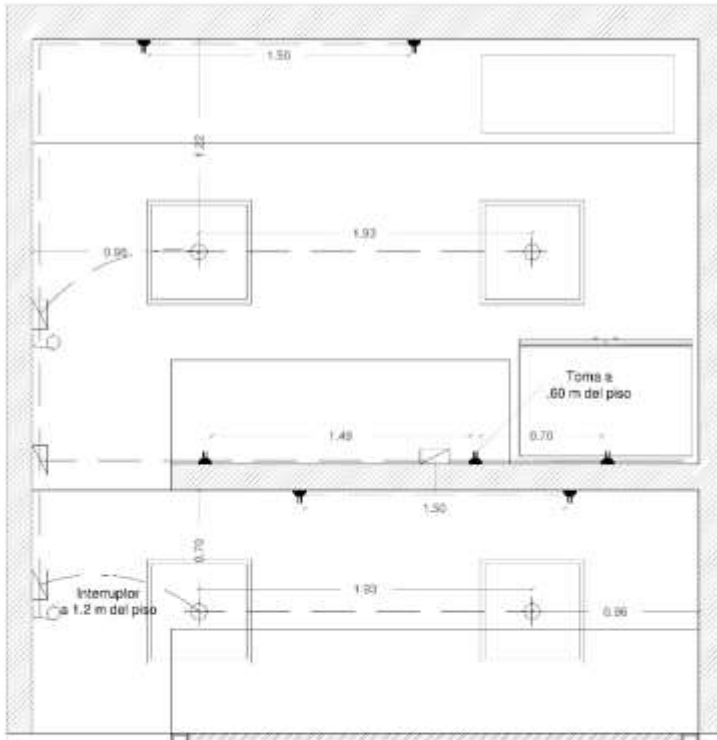 1.50
1.22
1.93
0.95
Toma a
.60 m del piso
1.49
0.70
1.50
0.70
1.93
Interruptor
a 1.2 m del piso
0.96